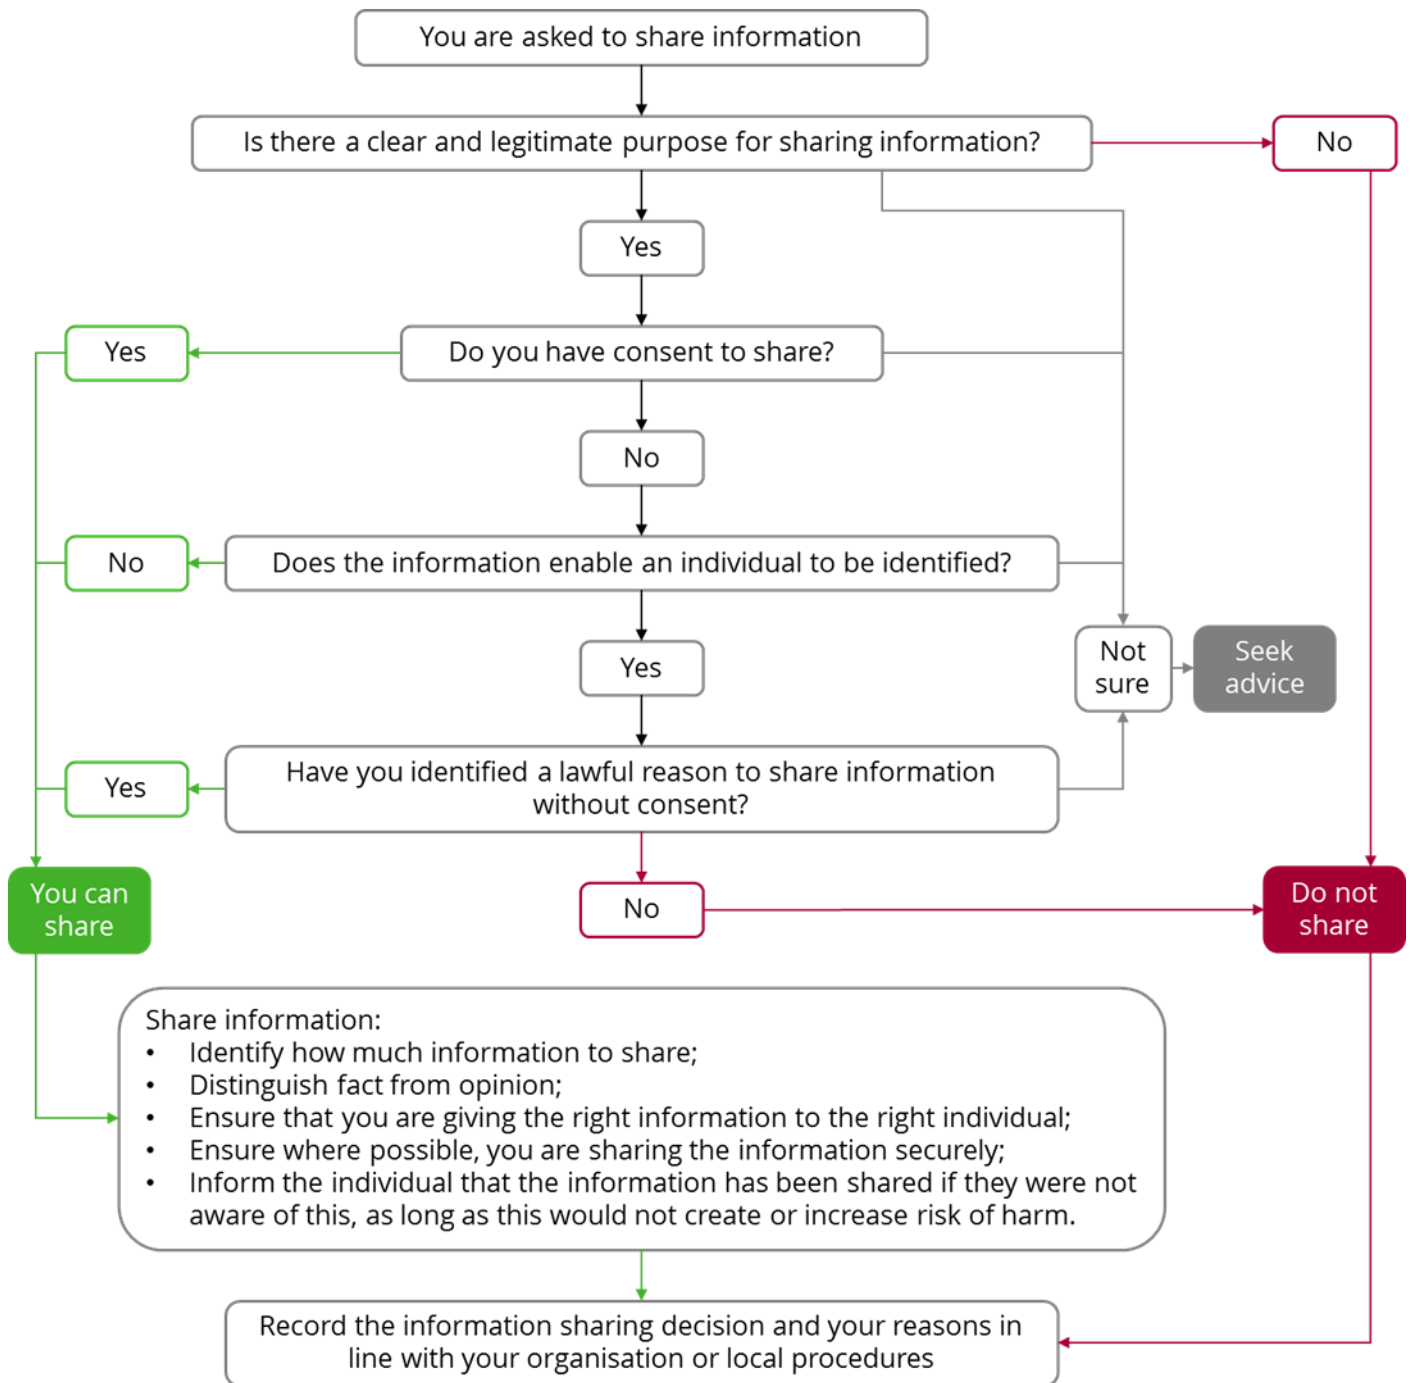 You are asked to share information
Is there a clear and legitimate purpose for sharing information?
No
Yes
Yes
Do you have consent to share?
No
No
Does the information enable an individual to be identified?
Yes
Not
sure
Seek
advice
Yes
Have you identified a lawful reason to share information
without consent?
You can
share
No
Do not
share
Share information:
• Identify how much information to share;
• Distinguish fact from opinion;
• Ensure that you are giving the right information to the right individual;
• Ensure where possible, you are sharing the information securely;
• Inform the individual that the information has been shared if they were not
aware of this, as long as this would not create or increase risk of harm.
Record the information sharing decision and your reasons in
line with your organisation or local procedures